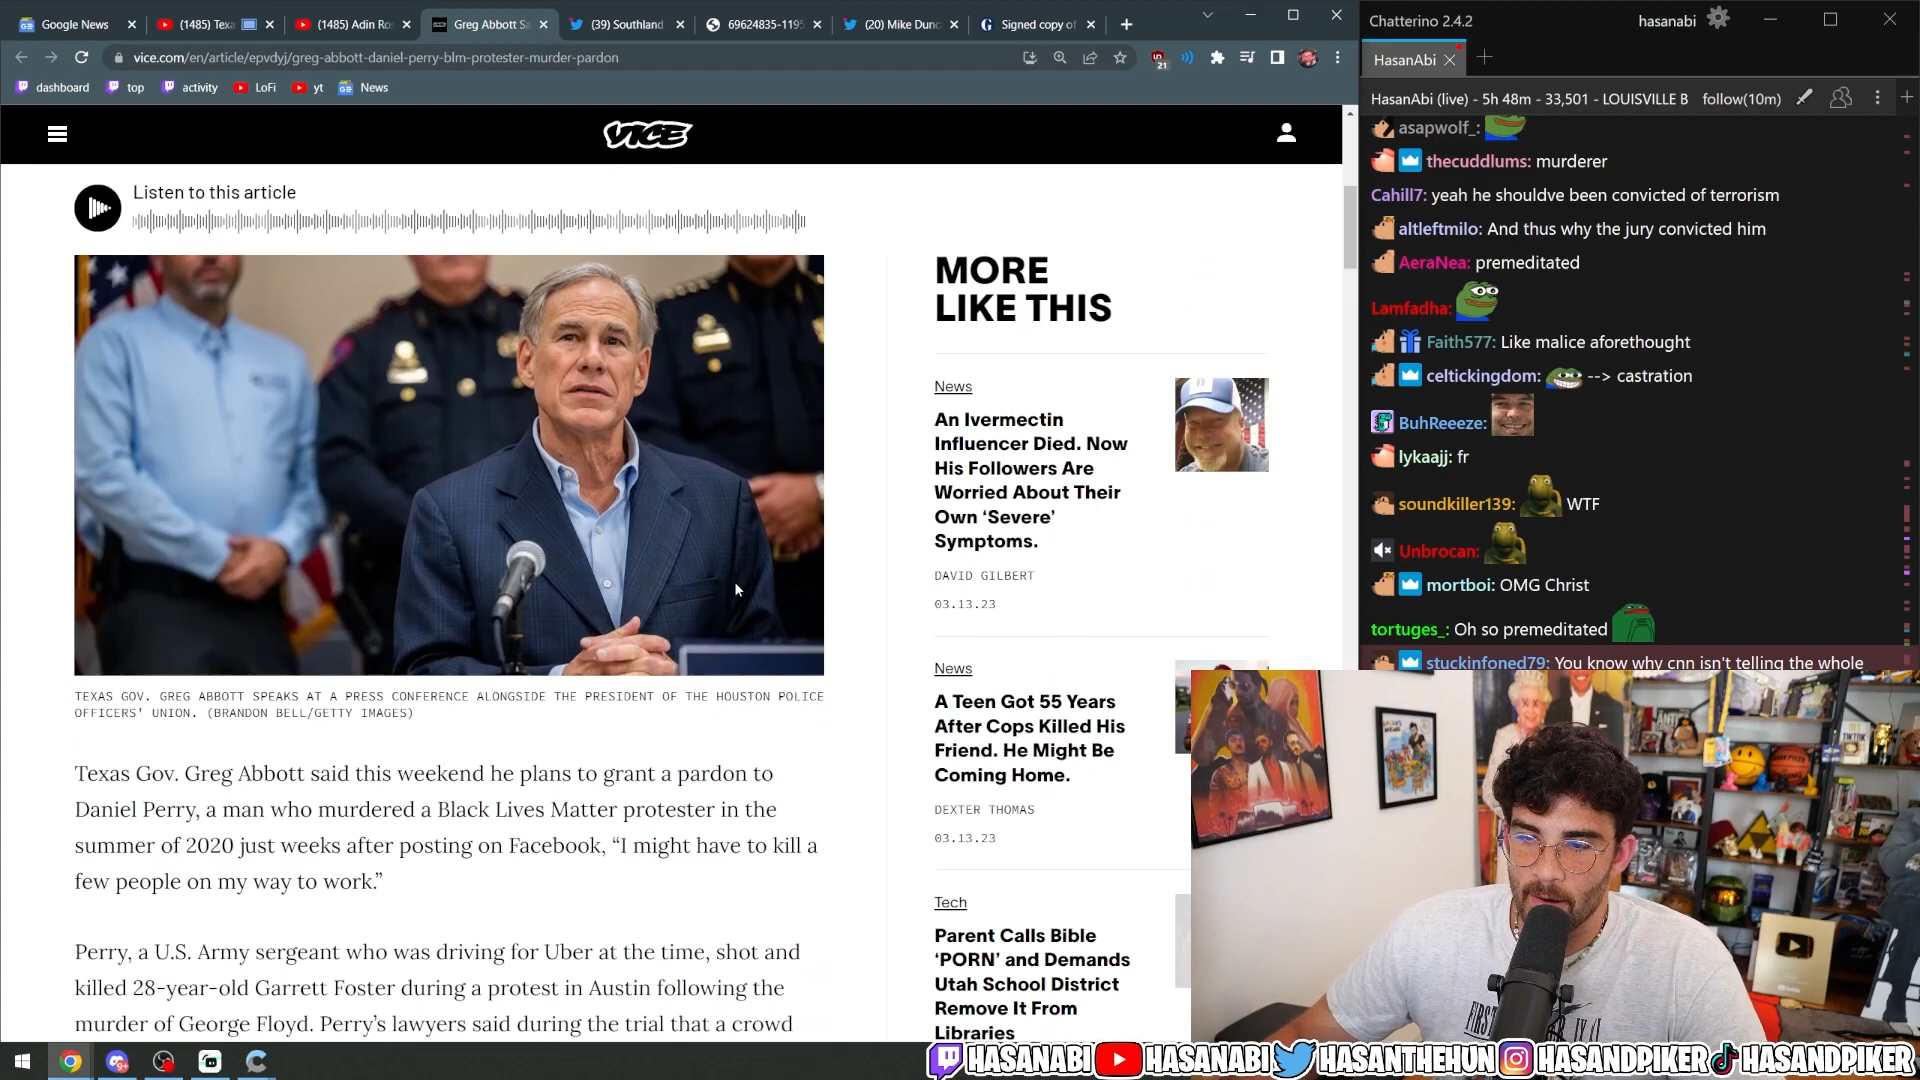 Google News
(1485) Texa
(1485) Adin Ro
Greg Abbott Sa
(39) Southland
69624835-1195
(20) Mike Dunc
Signed copy of
vice.com/en/article/epvdyj/greg-abbott-daniel-perry-blm-protester-murder-pardon
21
dashboard
top
activity
LoFi
yt
News
VICE
Listen to this article
TEXAS GOV. GREG ABBOTT SPEAKS AT A PRESS CONFERENCE ALONGSIDE THE PRESIDENT OF THE HOUSTON POLICE
OFFICERS' UNION. (BRANDON BELL/GETTY IMAGES)
Texas Gov. Greg Abbott said this weekend he plans to grant a pardon to
Daniel Perry, a man who murdered a Black Lives Matter protester in the
summer of 2020 just weeks after posting on Facebook, “I might have to kill a
few people on my way to work.”
Perry, a U.S. Army sergeant who was driving for Uber at the time, shot and
killed 28-year-old Garrett Foster during a protest in Austin following the
murder of George Floyd. Perry’s lawyers said during the trial that a crowd
MORE
LIKE THIS
News
An Ivermectin
Influencer Died. Now
His Followers Are
Worried About Their
Own ‘Severe’
Symptoms.
DAVID GILBERT
03.13.23
News
A Teen Got 55 Years
After Cops Killed His
Friend. He Might Be
Coming Home.
DEXTER THOMAS
03.13.23
Tech
Parent Calls Bible
‘PORN’ and Demands
Utah School District
Remove It From
Libraries
Chatterino 2.4.2
hasanabi
HasanAbi
HasanAbi (live) - 5h 48m - 33,501 - LOUISVILLE B
follow(10m)
asapwolf_:
thecuddlums: murderer
Cahill7: yeah he shouldve been convicted of terrorism
altleftmilo: And thus why the jury convicted him
AeraNea: premeditated
Lamfadha:
Faith577: Like malice aforethought
celtickingdom: --> castration
BuhReeeze:
lykaajj: fr
soundkiller139: WTF
Unbrocan:
mortboi: OMG Christ
tortuges_: Oh so premeditated
stuckinfoned79: You know why cnn isn't telling the whole
HASANABI
HASANABI
HASANTHEHUN
HASANDPIKER
HASANDPIKER